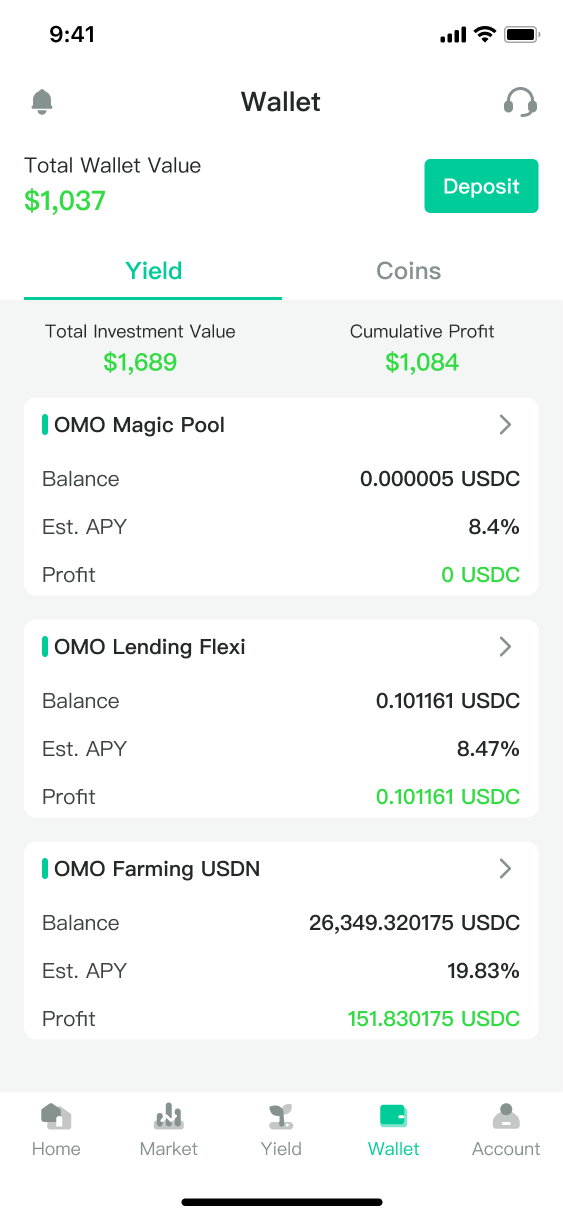 9:41
Wallet
Total Wallet Value
$1,037
Deposit
Yield Coins
Total Investment Value Cumulative Profit
$1,689 $1,084
OMO Magic Pool
Balance 0.000005 USDC
Est. APY 8.4%
Profit 0 USDC
OMO Lending Flexi
Balance 0.101161 USDC
Est. APY 8.47%
Profit 0.101161 USDC
OMO Farming USDN
Balance 26,349.320175 USDC
Est. APY 19.83%
Profit 151.830175 USDC
Home Market Yield Wallet Account